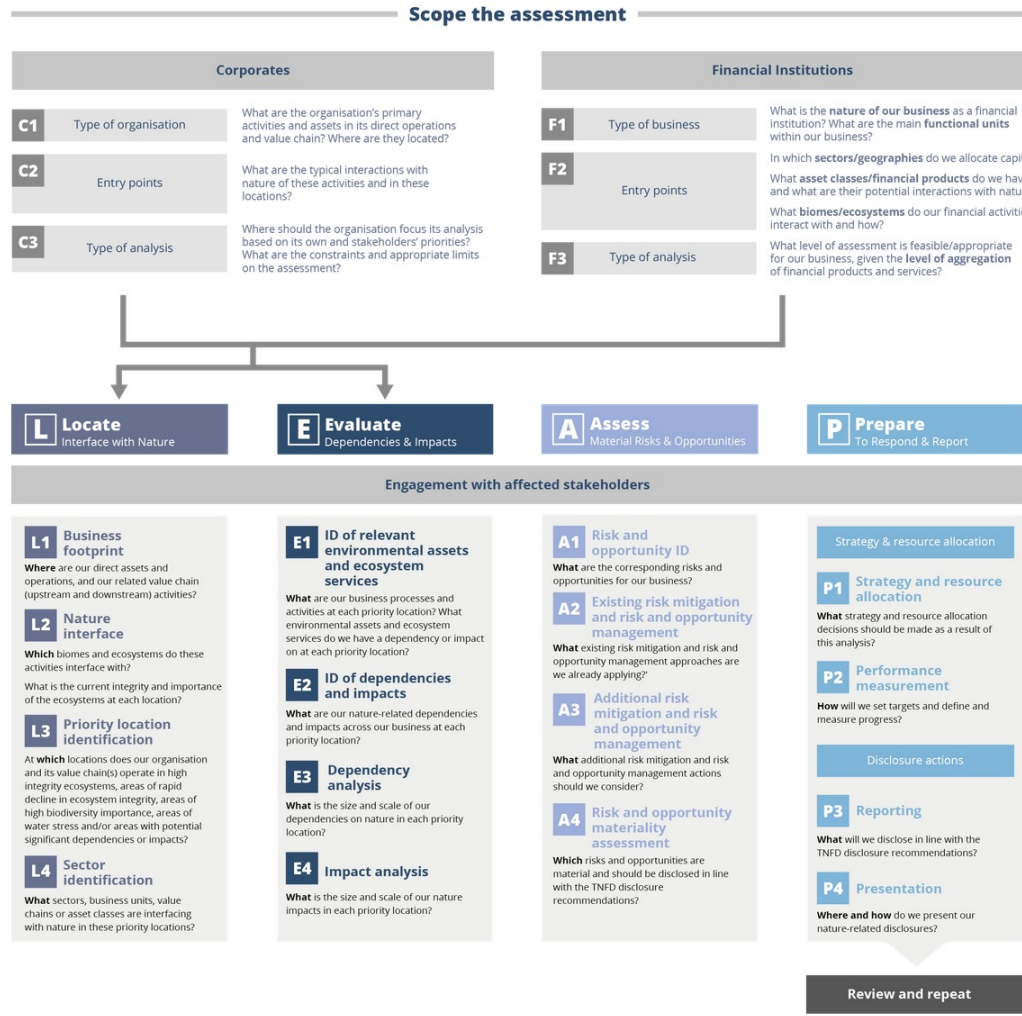 Scope the assessment
Corporates
C1
Type of organisation
What are the organisation's primary
activities and assets in its direct operations
and value chain? Where are they located?
C2
Entry points
What are the typical interactions with
nature of these activities and in these
locations?
C3
Type of analysis
Where should the organisation focus its analysis
based on its own and stakeholders' priorities?
What are the constraints and appropriate limits
on the assessment?
Financial Institutions
F1
Type of business
What is the nature of our business as a financial
institution? What are the main functional units
within our business?
F2
Entry points
In which sectors/geographies do we allocate
What asset classes/financial products do we
and what are their potential interactions with
What biomes/ecosystems do our financial
interact with and how?
F3
Type of analysis
What level of assessment is feasible/appropriate
for our business, given the level of aggregation
of financial products and services?
L Locate
Interface with Nature
E Evaluate
Dependencies & Impacts
A Assess
Material Risks & Opportunities
P Prepare
To Respond & Report
Engagement with affected stakeholders
L1
Business
footprint
Where are our direct assets and
operations, and our related value chain
(upstream and downstream) activities?
L2
Nature
interface
Which biomes and ecosystems do these
activities interface with?
What is the current integrity and importance
of the ecosystems at each location?
L3
Priority location
identification
At which locations does our organisation
and its value chain(s) operate in high
integrity ecosystems, areas of rapid
decline in ecosystem integrity, areas of
high biodiversity importance, areas of
water stress and/or areas with potential
significant dependencies or impacts?
L4
Sector
identification
What sectors, business units, value
chains or asset classes are interfacing
with nature in these priority locations?
E1
ID of relevant
environmental assets
and ecosystem
services
What are our business processes and
activities at each priority location? What
environmental assets and ecosystem
services do we have a dependency or impact
on at each priority location?
E2
ID of dependencies
and impacts
What are our nature-related dependencies
and impacts across our business at each
priority location?
E3
Dependency
analysis
What is the size and scale of our
dependencies on nature in each priority
location?
E4
Impact analysis
What is the size and scale of our nature
impacts in each priority location?
A1
Risk and
opportunity ID
What are the corresponding risks and
opportunities for our business?
A2
Existing risk mitigation
and risk and opportunity
management
What existing risk mitigation and risk and
opportunity management approaches are
we already applying?'
A3
Additional risk
mitigation and risk
and opportunity
management
What additional risk mitigation and risk
and opportunity management actions
should we consider?
A4
Risk and opportunity
materiality
assessment
Which risks and opportunities are
material and should be disclosed in line
with the TNFD disclosure
recommendations?
Strategy & resource allocation
P1
Strategy and resource
allocation
What strategy and resource allocation
decisions should be made as a result of
this analysis?
P2
Performance
measurement
How will we set targets and define and
measure progress?
Disclosure actions
P3
Reporting
What will we disclose in line with the
TNFD disclosure recommendations?
P4
Presentation
Where and how do we present our
nature-related disclosures?
Review and repeat